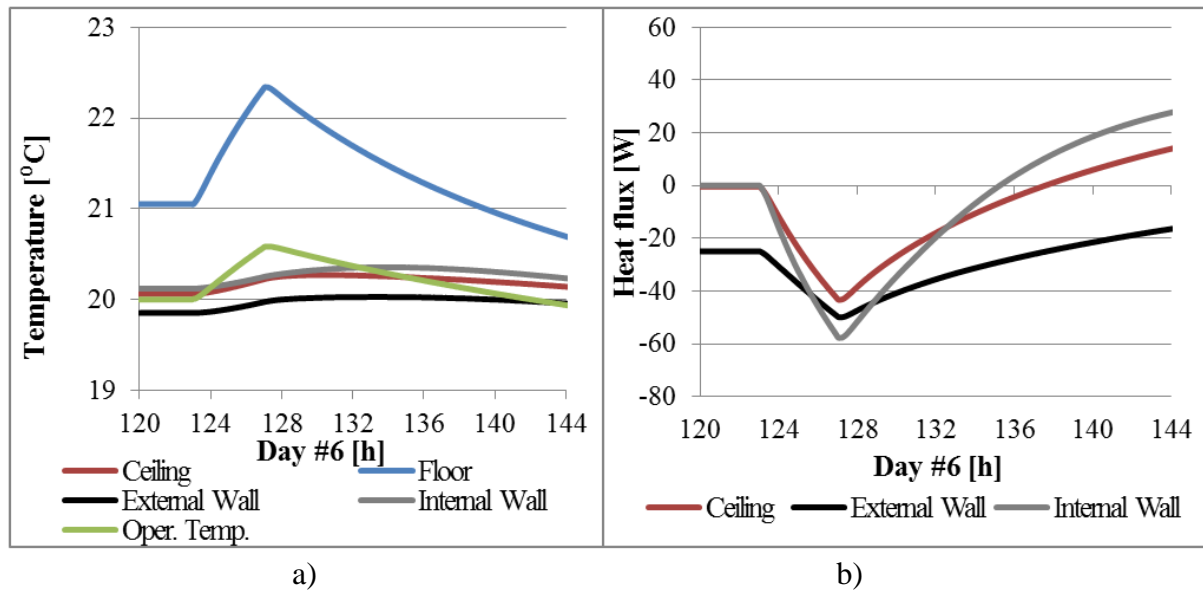 23
22
21
20
19
Temperature [⁰C]
120 124 128 132 136 140 144
Day #6 [h]
Ceiling Floor
External Wall Internal Wall
Oper. Temp.
a)
60
40
20
0
-20
-40
-60
-80
Heat flux [W]
120 124 128 132 136 140 144
Day #6 [h]
Ceiling External Wall Internal Wall
b)